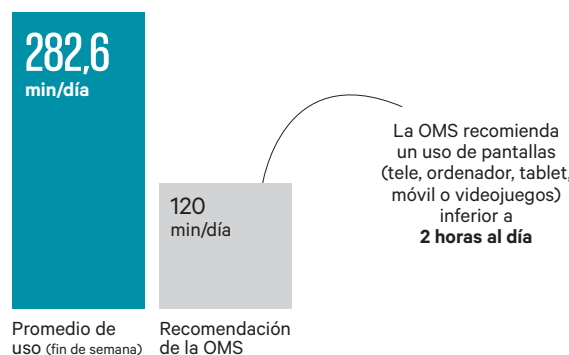 282,6
min/día
120
min/día
La OMS recomienda
un uso de pantallas
(tele, ordenador, tablet,
móvil o videojuegos)
inferior a
2 horas al día
Promedio de
uso (fin de semana)
Recomendación
de la OMS